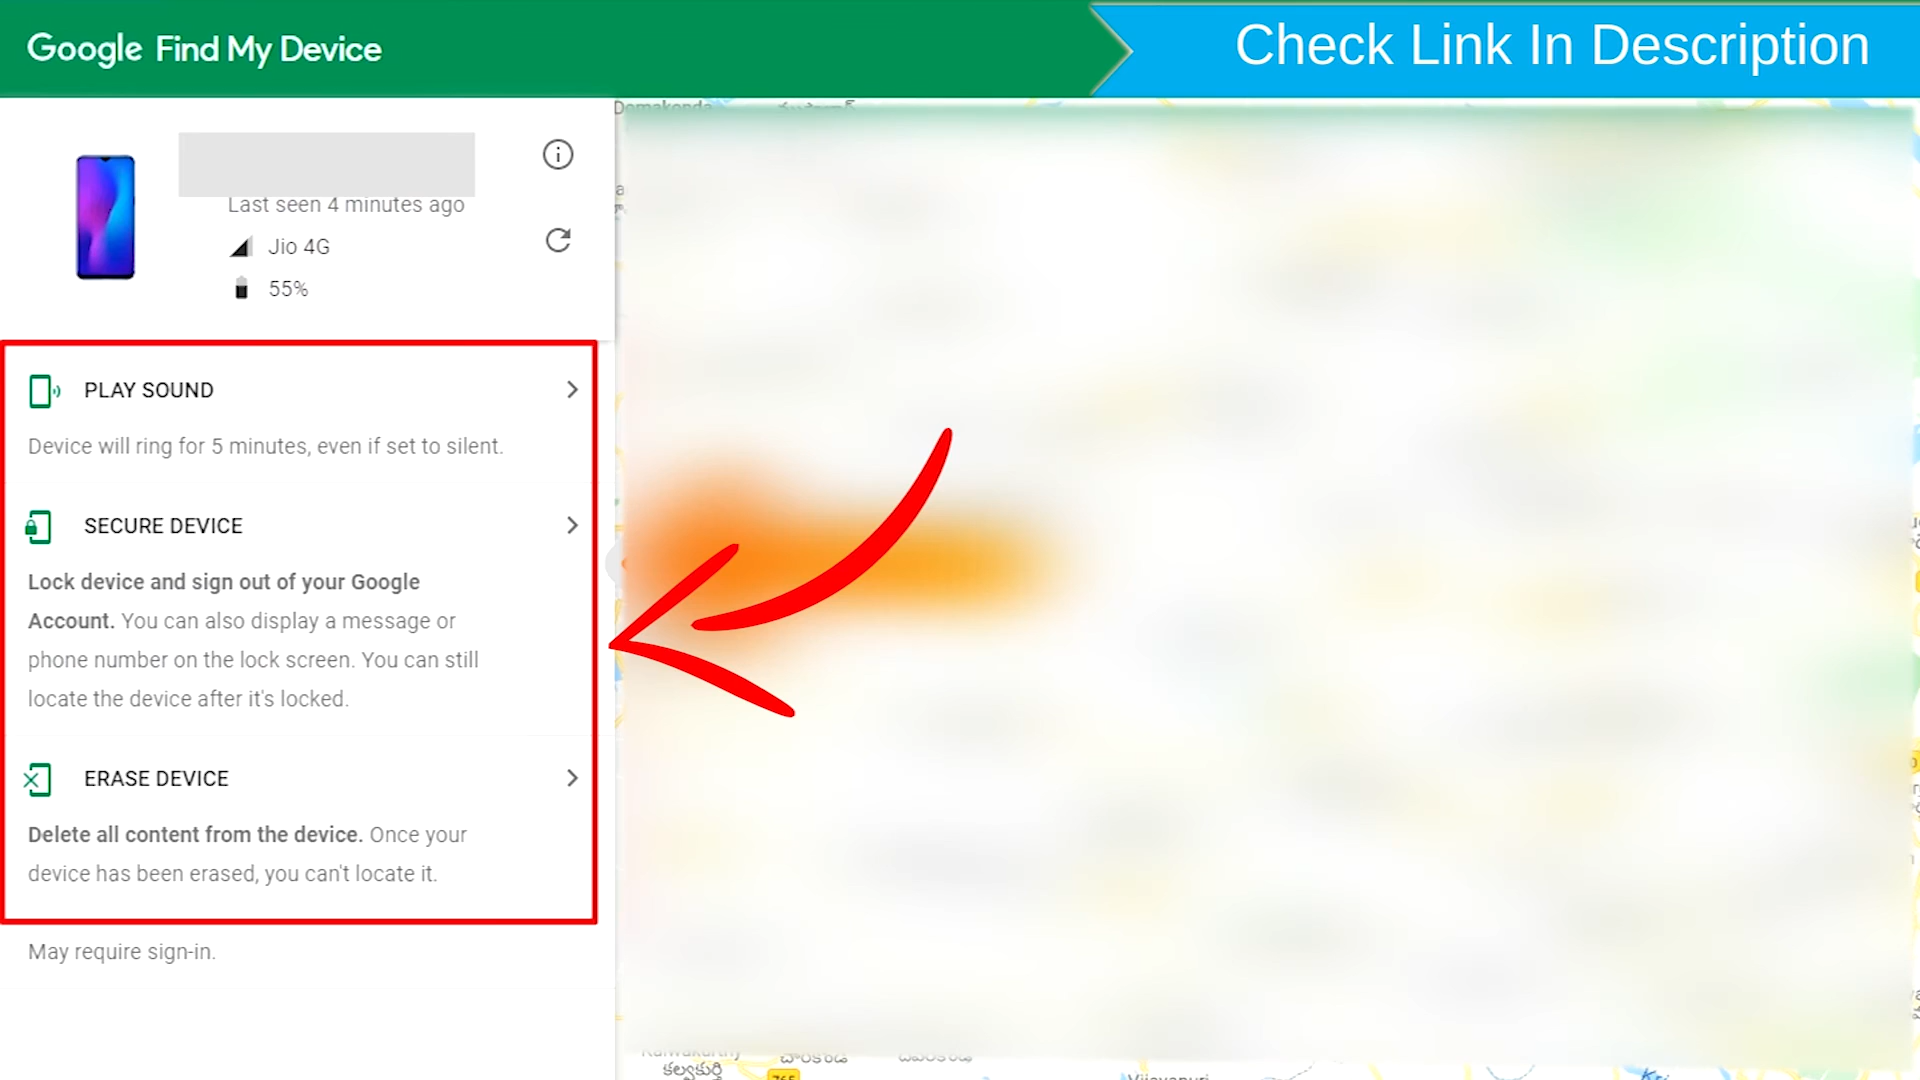 Google Find My Device
Check Link In Description
Last seen 4 minutes ago
Jio 4G
55%
PLAY SOUND
Device will ring for 5 minutes, even if set to silent.
SECURE DEVICE
Lock device and sign out of your Google
Account. You can also display a message or
phone number on the lock screen. You can still
locate the device after it's locked.
ERASE DEVICE
Delete all content from the device. Once your
device has been erased, you can't locate it.
May require sign-in.
Domakonda
కల్వకుర్తి
765